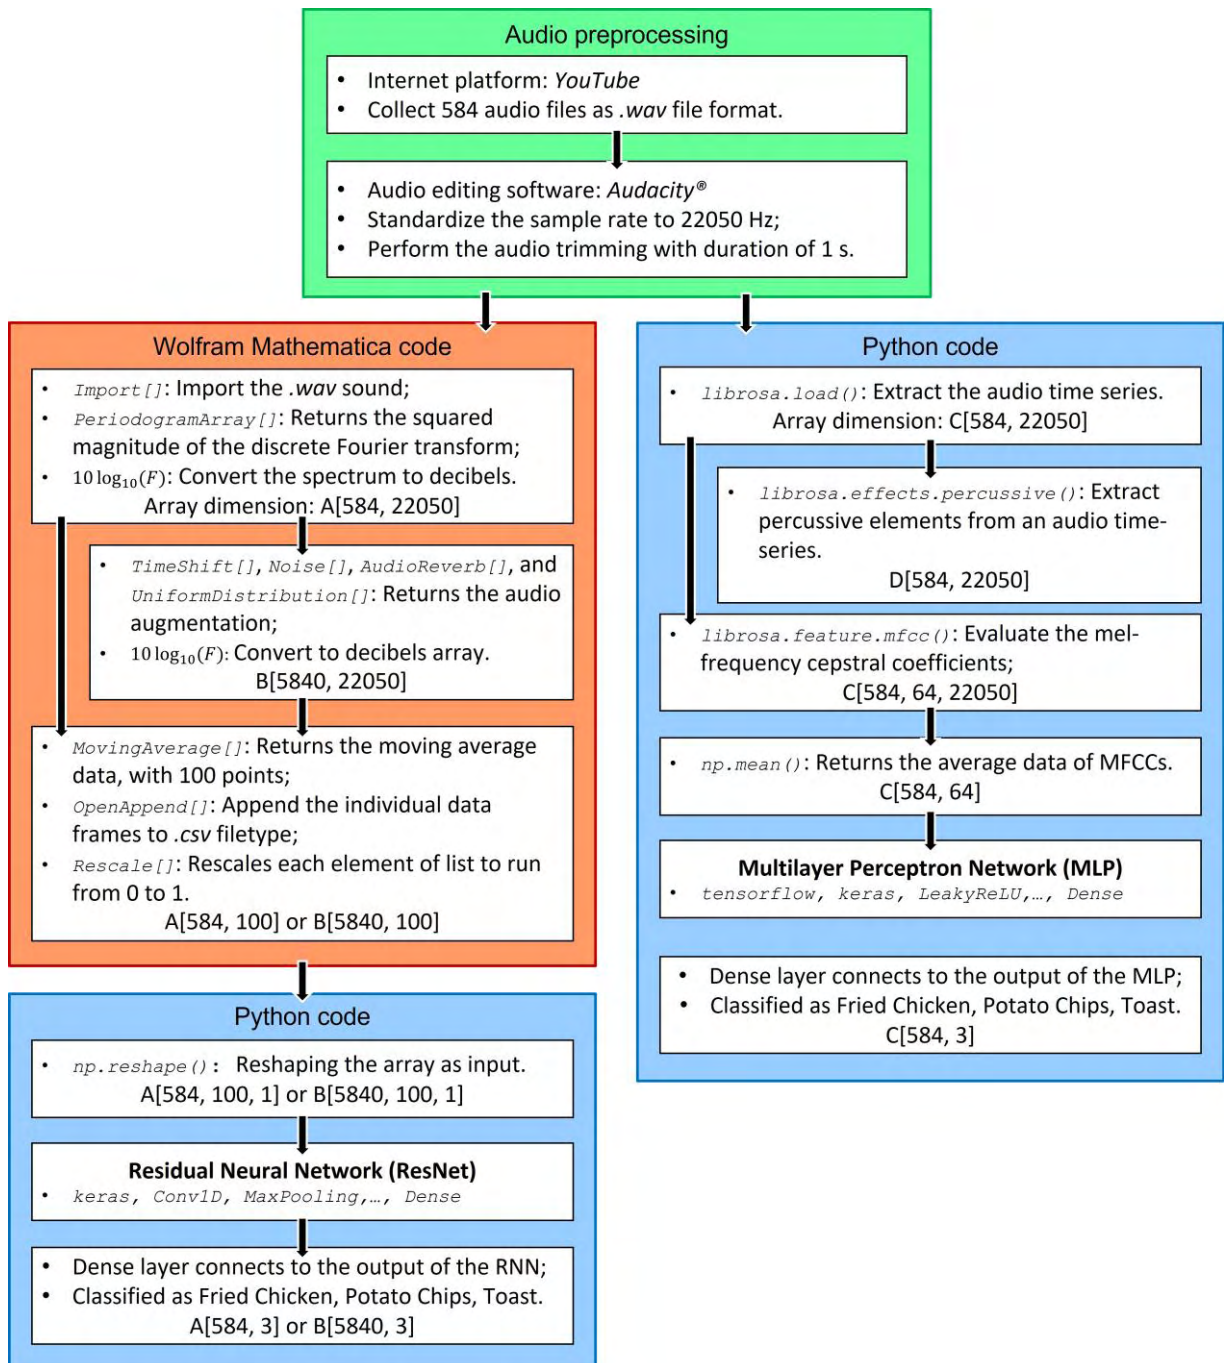 Audio preprocessing
• Internet platform: YouTube
• Collect 584 audio files as .wav file format.
• Audio editing software: Audacity®
• Standardize the sample rate to 22050 Hz;
• Perform the audio trimming with duration of 1 s.
Wolfram Mathematica code
• Import[]: Import the .wav sound;
• PeriodogramArray[]: Returns the squared
magnitude of the discrete Fourier transform;
• 10 log₁₀(F): Convert the spectrum to decibels.
Array dimension: A[584, 22050]
• TimeShift[], Noise[], AudioReverb[], and
UniformDistribution[]: Returns the audio
augmentation;
• 10 log₁₀(F): Convert to decibels array.
B[5840, 22050]
• MovingAverage[]: Returns the moving average
data, with 100 points;
• OpenAppend[]: Append the individual data
frames to .csv filetype;
• Rescale[]: Rescales each element of list to run
from 0 to 1.
A[584, 100] or B[5840, 100]
Python code
• np.reshape(): Reshaping the array as input.
A[584, 100, 1] or B[5840, 100, 1]
Residual Neural Network (ResNet)
• keras, Conv1D, MaxPooling,…, Dense
• Dense layer connects to the output of the RNN;
• Classified as Fried Chicken, Potato Chips, Toast.
A[584, 3] or B[5840, 3]
Python code
• librosa.load(): Extract the audio time series.
Array dimension: C[584, 22050]
• librosa.effects.percussive(): Extract
percussive elements from an audio time-
series.
D[584, 22050]
• librosa.feature.mfcc(): Evaluate the mel-
frequency cepstral coefficients;
C[584, 64, 22050]
• np.mean(): Returns the average data of MFCCs.
C[584, 64]
Multilayer Perceptron Network (MLP)
• tensorflow, keras, LeakyReLU,…, Dense
• Dense layer connects to the output of the MLP;
• Classified as Fried Chicken, Potato Chips, Toast.
C[584, 3]